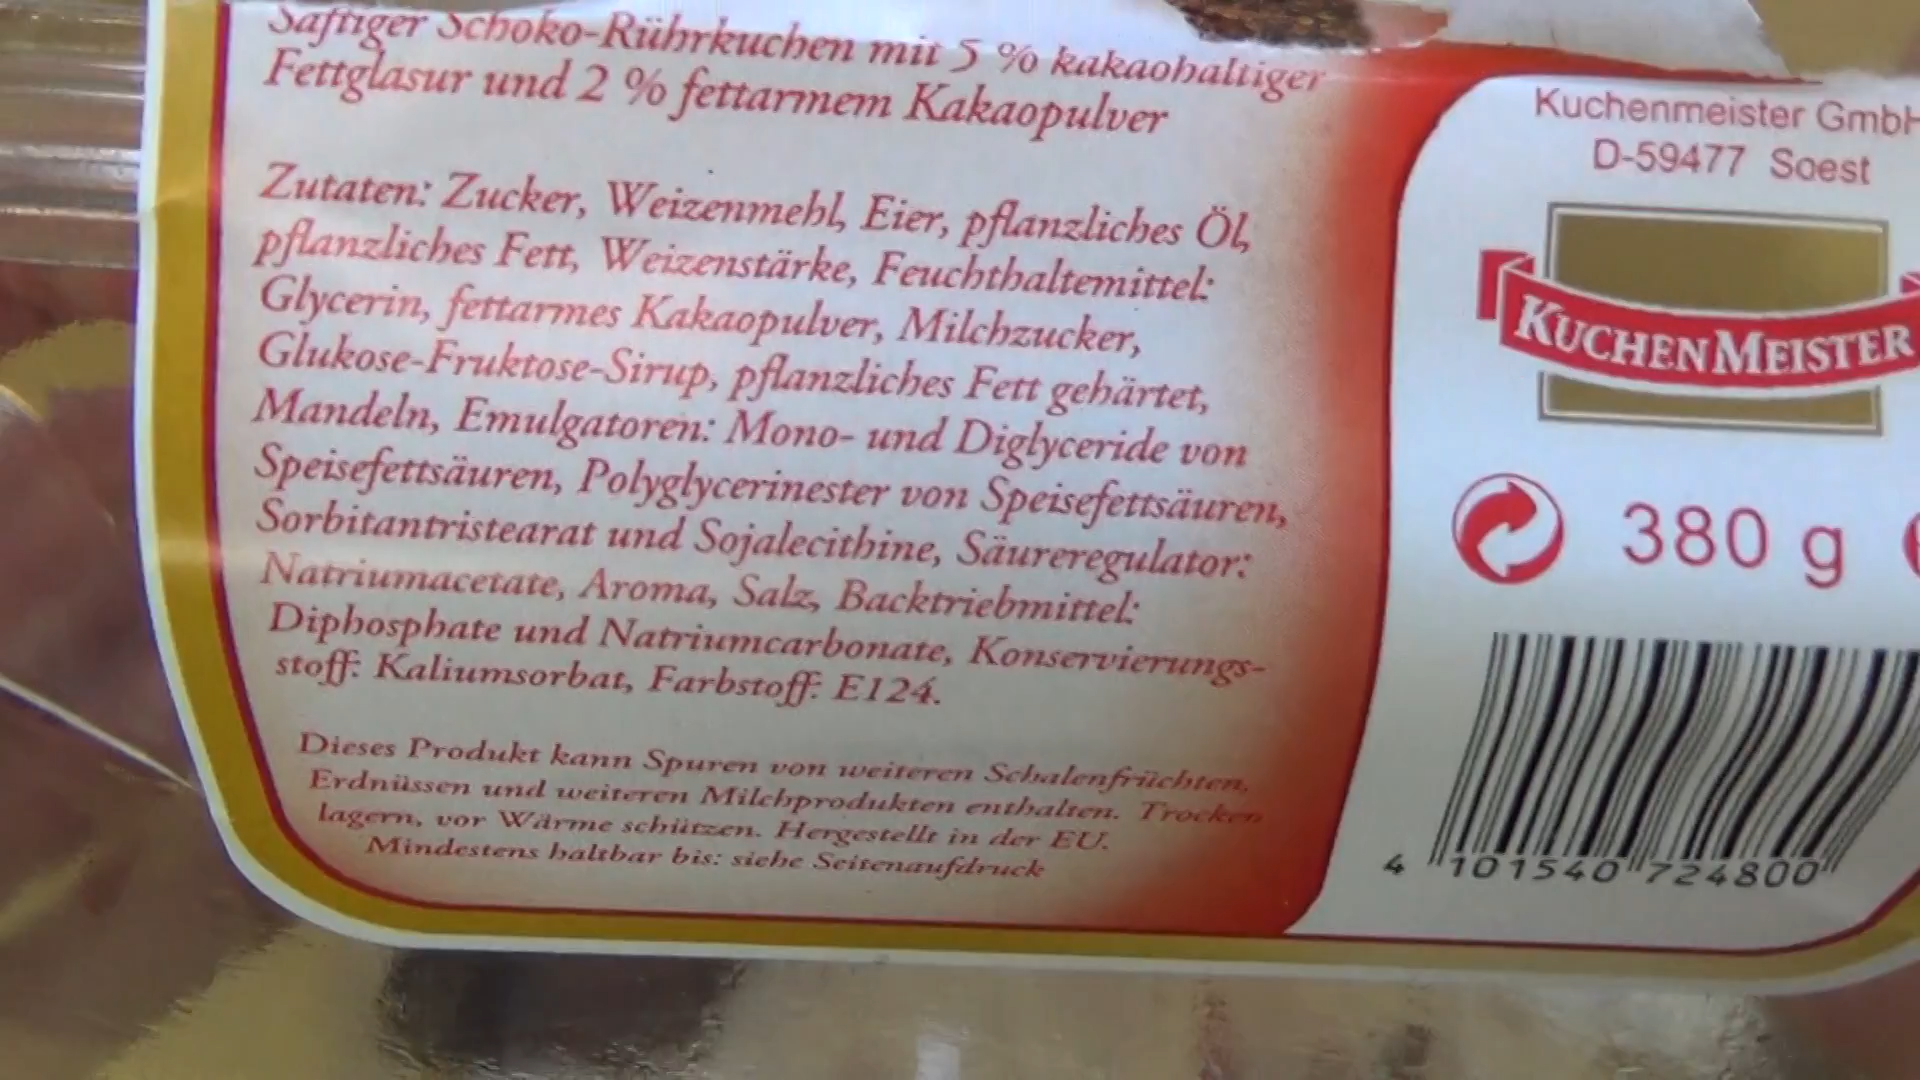 Saftiger Schoko-Rührkuchen mit 5 % kakaohaltiger
Fettglasur und 2 % fettarmem Kakaopulver
Zutaten: Zucker, Weizenmehl, Eier, pflanzliches Öl,
pflanzliches Fett, Weizenstärke, Feuchthaltemittel:
Glycerin, fettarmes Kakaopulver, Milchzucker,
Glukose-Fruktose-Sirup, pflanzliches Fett gehärtet,
Mandeln, Emulgatoren: Mono- und Diglyceride von
Speisefettsäuren, Polyglycerinester von Speisefettsäuren,
Sorbitantristearat und Sojalecithine, Säureregulator:
Natriumacetate, Aroma, Salz, Backtriebmittel:
Diphosphate und Natriumcarbonate, Konservierungs-
stoff: Kaliumsorbat, Farbstoff: E124.
Dieses Produkt kann Spuren von weiteren Schalenfrüchten,
Erdnüssen und weiteren Milchprodukten enthalten. Trocken
lagern, vor Wärme schützen. Hergestellt in der EU.
Mindestens haltbar bis: siehe Seitenaufdruck
Kuchenmeister GmbH
D-59477 Soest
KUCHENMEISTER
380 g
4 101540 724800